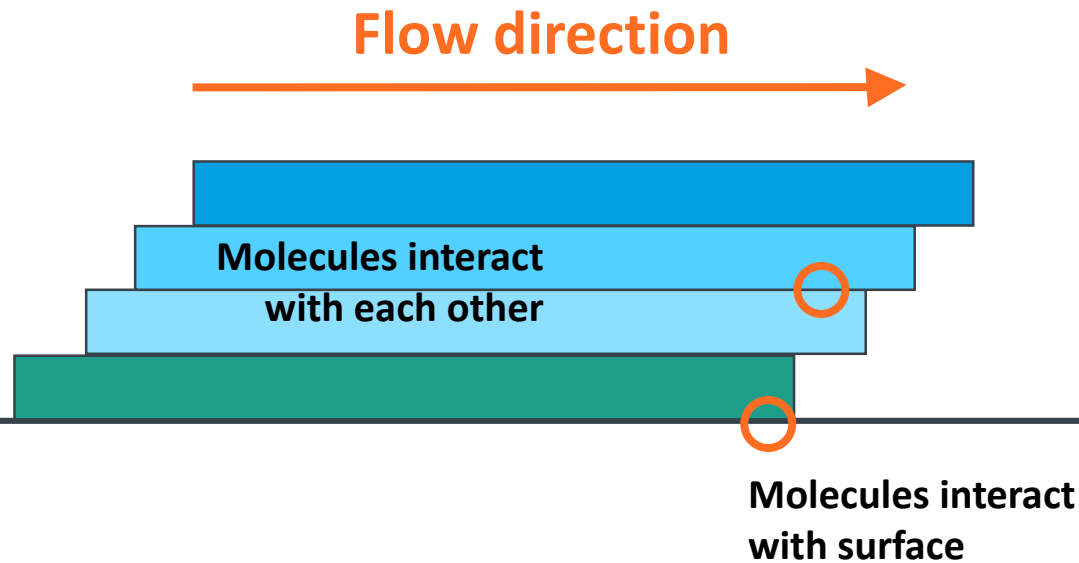 Flow direction
Molecules interact
with each other
Molecules interact
with surface